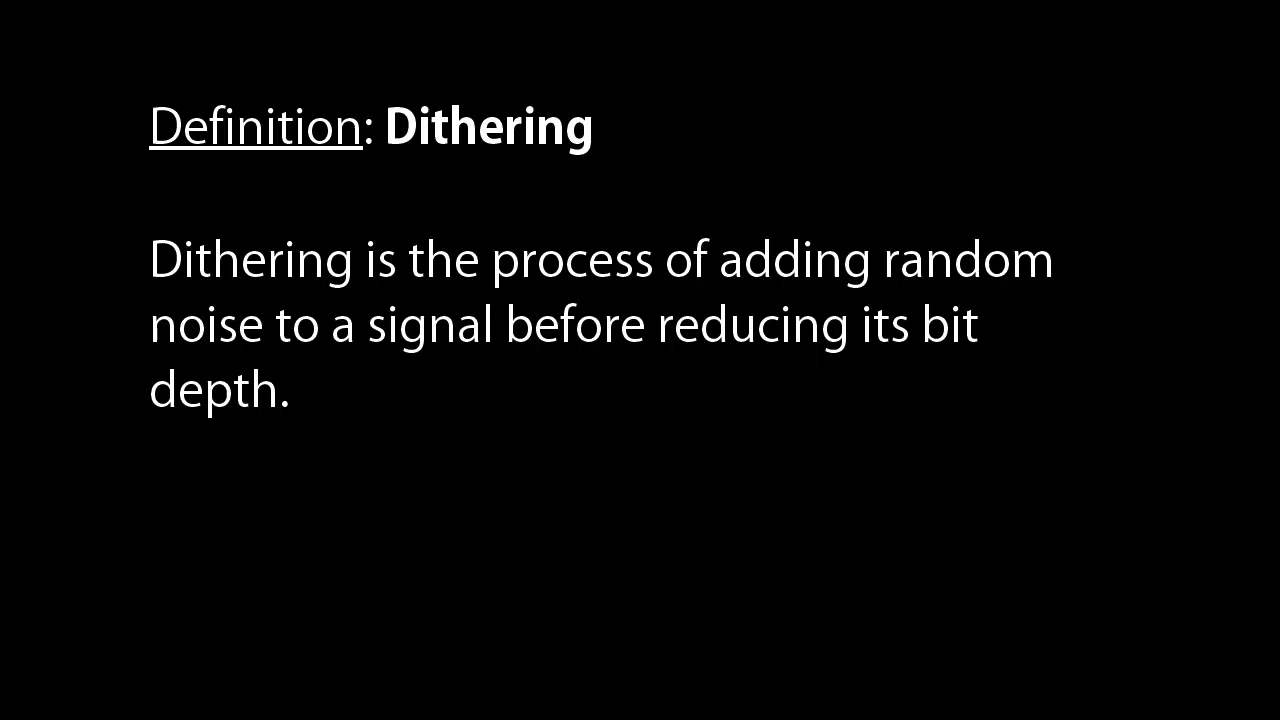 Definition: Dithering
Dithering is the process of adding random
noise to a signal before reducing its bit
depth.